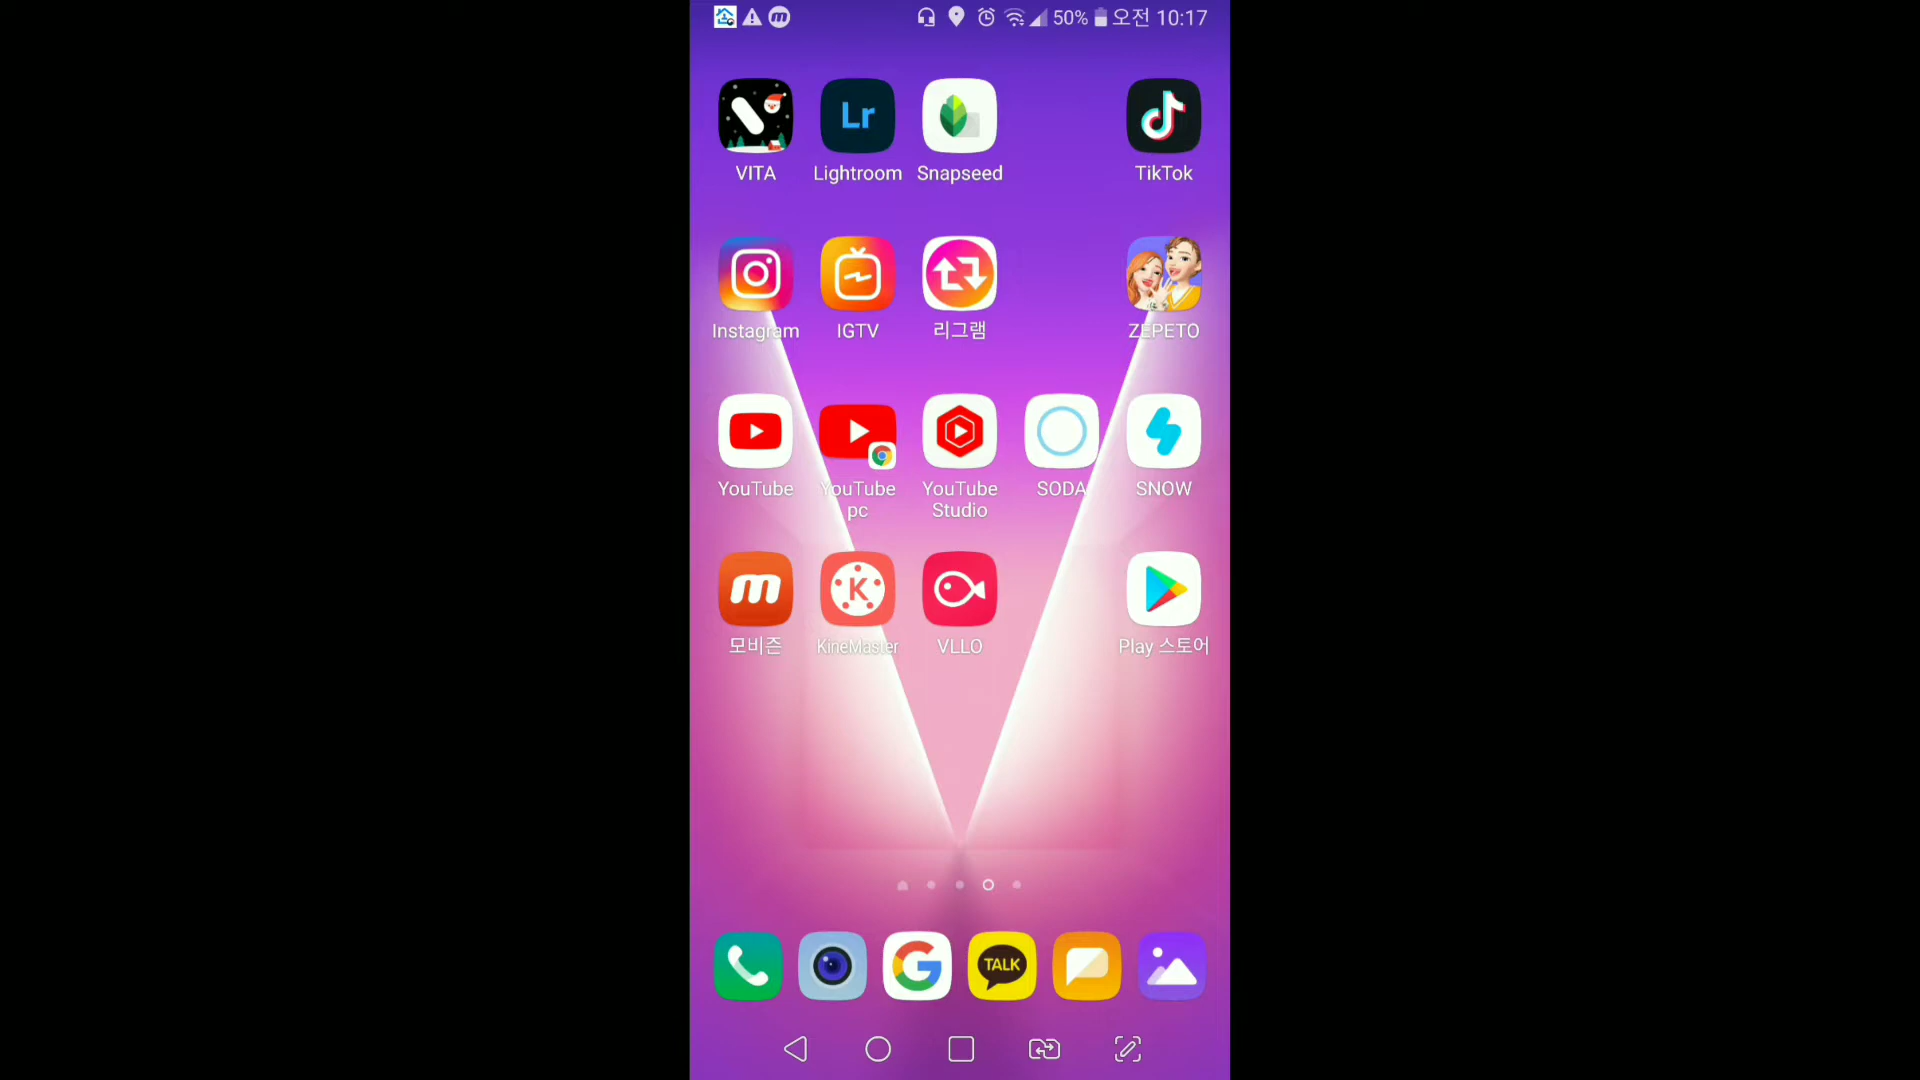 50% 오전 10:17
Lr
VITA Lightroom Snapseed TikTok
Instagram IGTV 리그램 ZEPETO
YouTube YouTube pc YouTube Studio SODA SNOW
m K
모비즌 KineMaster VLLO Play 스토어
G TALK